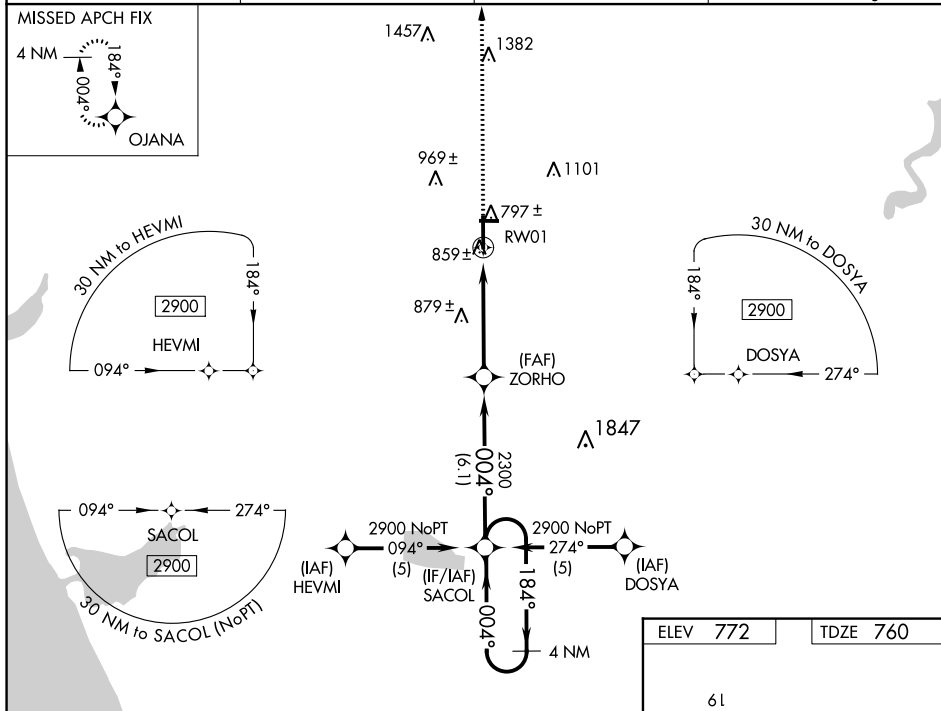 MISSED APCH FIX
4 NM
184°
004°
OJANA
1457
1382
969 ±
1101
797 ±
RW01
859 ±
879 ±
30 NM to HEVMI
184°
2900
HEVMI
094°
30 NM to DOSYA
184°
2900
DOSYA
274°
(FAF)
ZORHO
1847
2300
004°
(6.1)
094°
274°
SACOL
2900
30 NM to SACOL (NoPT)
2900 NoPT
094°
(5)
(IAF)
HEVMI
(IF/IAF)
SACOL
2900 NoPT
274°
(5)
(IAF)
DOSYA
004°
184°
4 NM
ELEV 772
TDZE 760